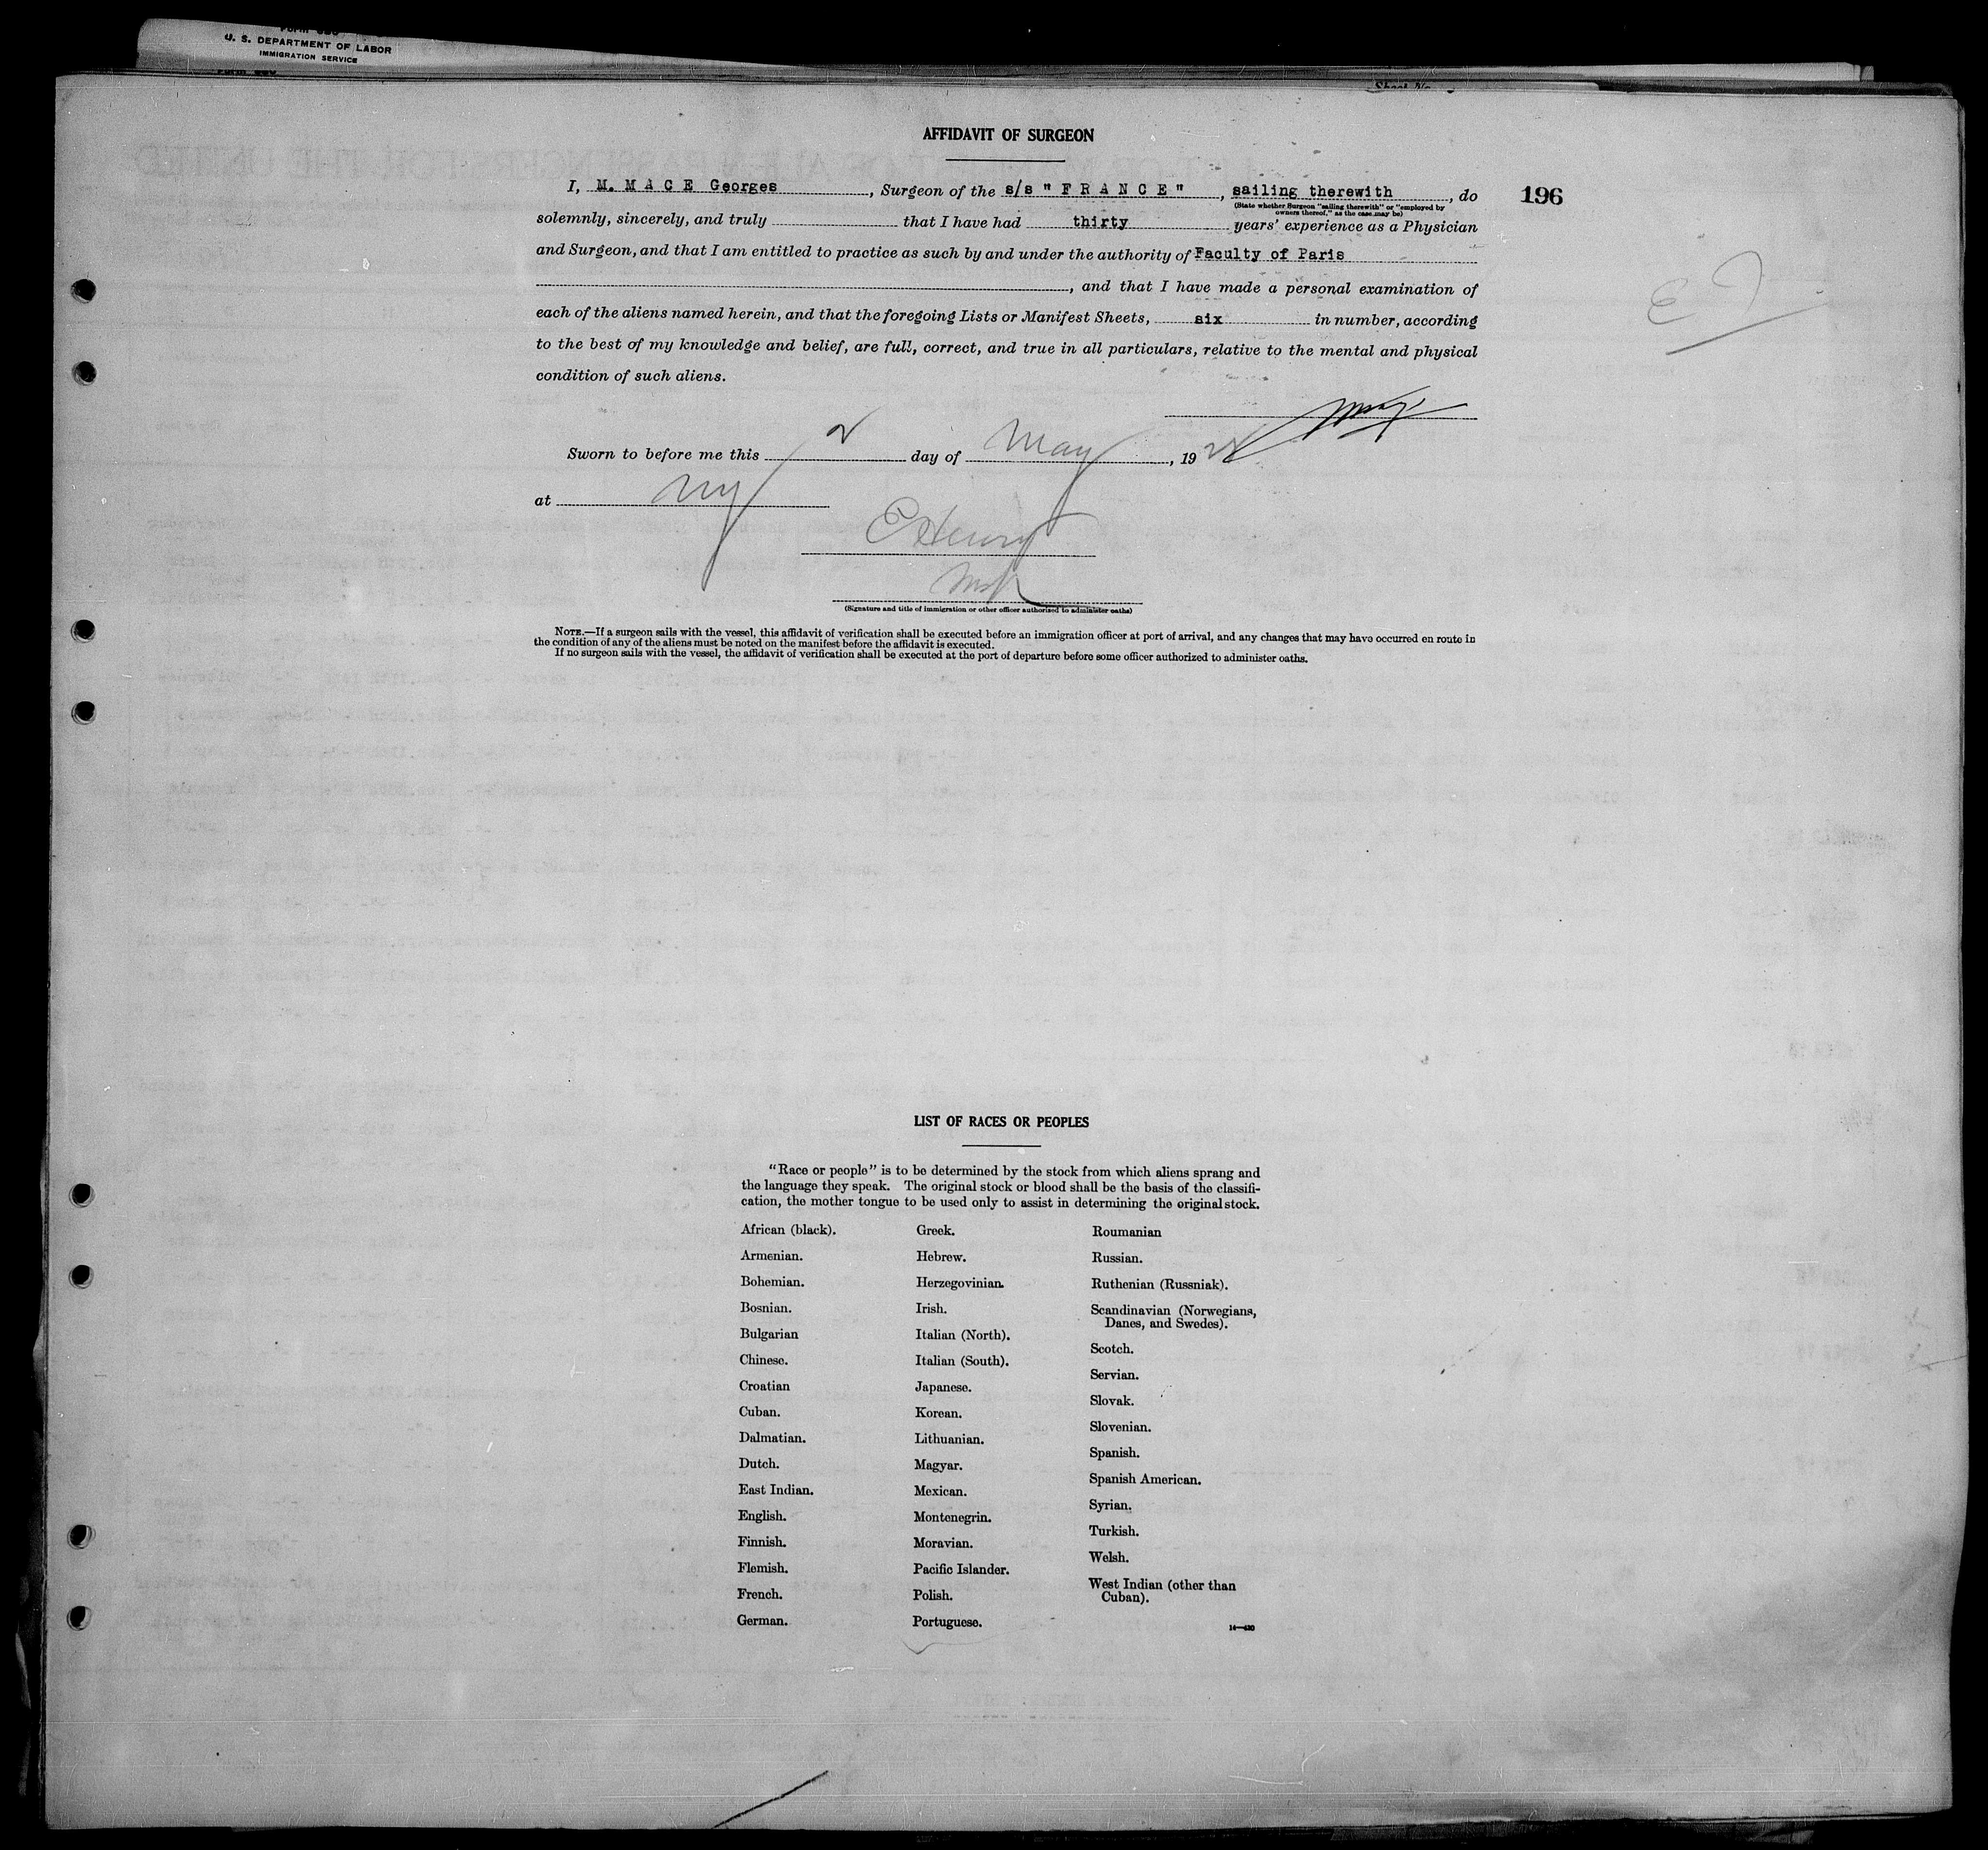 U. S. DEPARTMENT OF LABOR
IMMIGRATION SERVICE
AFFIDAVIT OF SURGEON
I, M. MACE Georges, Surgeon of the s/s "FRANCE", sailing therewith, do
196
(State whether Surgeon "sailing therewith" or "employed by
owners thereof," as the case may be)
solemnly, sincerely, and truly that I have had thirty years' experience as a Physician
and Surgeon, and that I am entitled to practice as such by and under the authority of Faculty of Paris
, and that I have made a personal examination of
each of the aliens named herein, and that the foregoing Lists or Manifest Sheets, six in number, according
to the best of my knowledge and belief, are full, correct, and true in all particulars, relative to the mental and physical
condition of such aliens.
Sworn to before me this 2 day of May, 19
at NY
(Signature and title of immigration or other officer authorized to administer oaths)
NOTE.—If a surgeon sails with the vessel, this affidavit of verification shall be executed before an immigration officer at port of arrival, and any changes that may have occurred en route in
the condition of any of the aliens must be noted on the manifest before the affidavit is executed.
If no surgeon sails with the vessel, the affidavit of verification shall be executed at the port of departure before some officer authorized to administer oaths.
LIST OF RACES OR PEOPLES
"Race or people" is to be determined by the stock from which aliens sprang and
the language they speak. The original stock or blood shall be the basis of the classifi-
cation, the mother tongue to be used only to assist in determining the original stock.
African (black).
Armenian.
Bohemian.
Bosnian.
Bulgarian
Chinese.
Croatian
Cuban.
Dalmatian.
Dutch.
East Indian.
English.
Finnish.
Flemish.
French.
German.
Greek.
Hebrew.
Herzegovinian.
Irish.
Italian (North).
Italian (South).
Japanese.
Korean.
Lithuanian.
Magyar.
Mexican.
Montenegrin.
Moravian.
Pacific Islander.
Polish.
Portuguese.
Roumanian
Russian.
Ruthenian (Russniak).
Scandinavian (Norwegians,
Danes, and Swedes).
Scotch.
Servian.
Slovak.
Slovenian.
Spanish.
Spanish American.
Syrian.
Turkish.
Welsh.
West Indian (other than
Cuban).